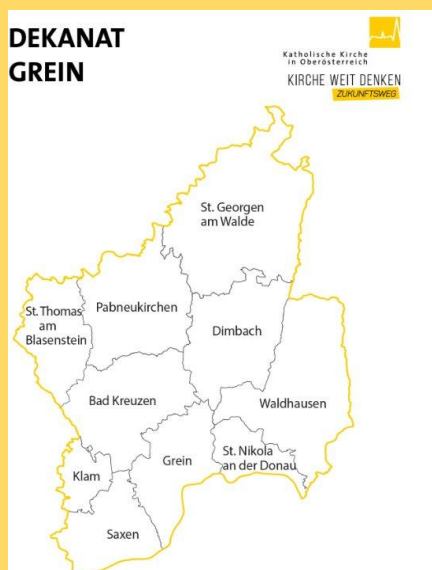 DEKANAT
GREIN
Katholische Kirche
in Oberösterreich
KIRCHE WEIT DENKEN
ZUKUNFTSWEG
St. Georgen
am Walde
St. Thomas
am
Blasenstein
Pabneukirchen
Dimbach
Bad Kreuzen
Waldhausen
St. Nikola
an der Donau
Grein
Klam
Saxen